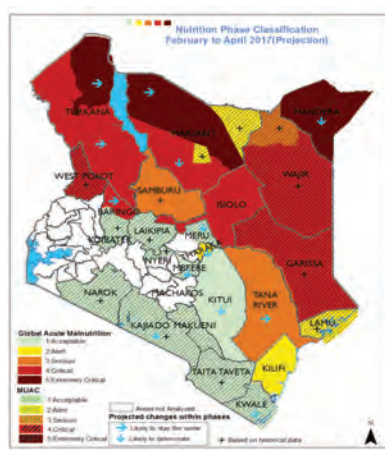 Nutrition Phase Classification
February to April 2017(Projection)
TURKANA
MANDERA
MARSABIT
WAJIR
WEST POKOT
SAMBURU
BARINGO
ISIOLO
LAIKIPIA
MERU
KOIBATEK
THARAKA
NYERI
GARISSA
MBEERE
MACHAKOS
NAROK
KITUI
TANA
RIVER
KAJIADO
MAKUENI
LAMU
KILIFI
TAITA TAVETA
KWALE
Global Acute Malnutrition
1:Acceptable
2:Alert
3:Serious
4:Critical
5:Extremely Critical
MUAC
1:Acceptable
2:Alert
3:Serious
4:Critical
5:Extremely Critical
Areas not Analysed
Projected changes within phases
Likely to stay the same
Likely to deteriorate
Based on historical data